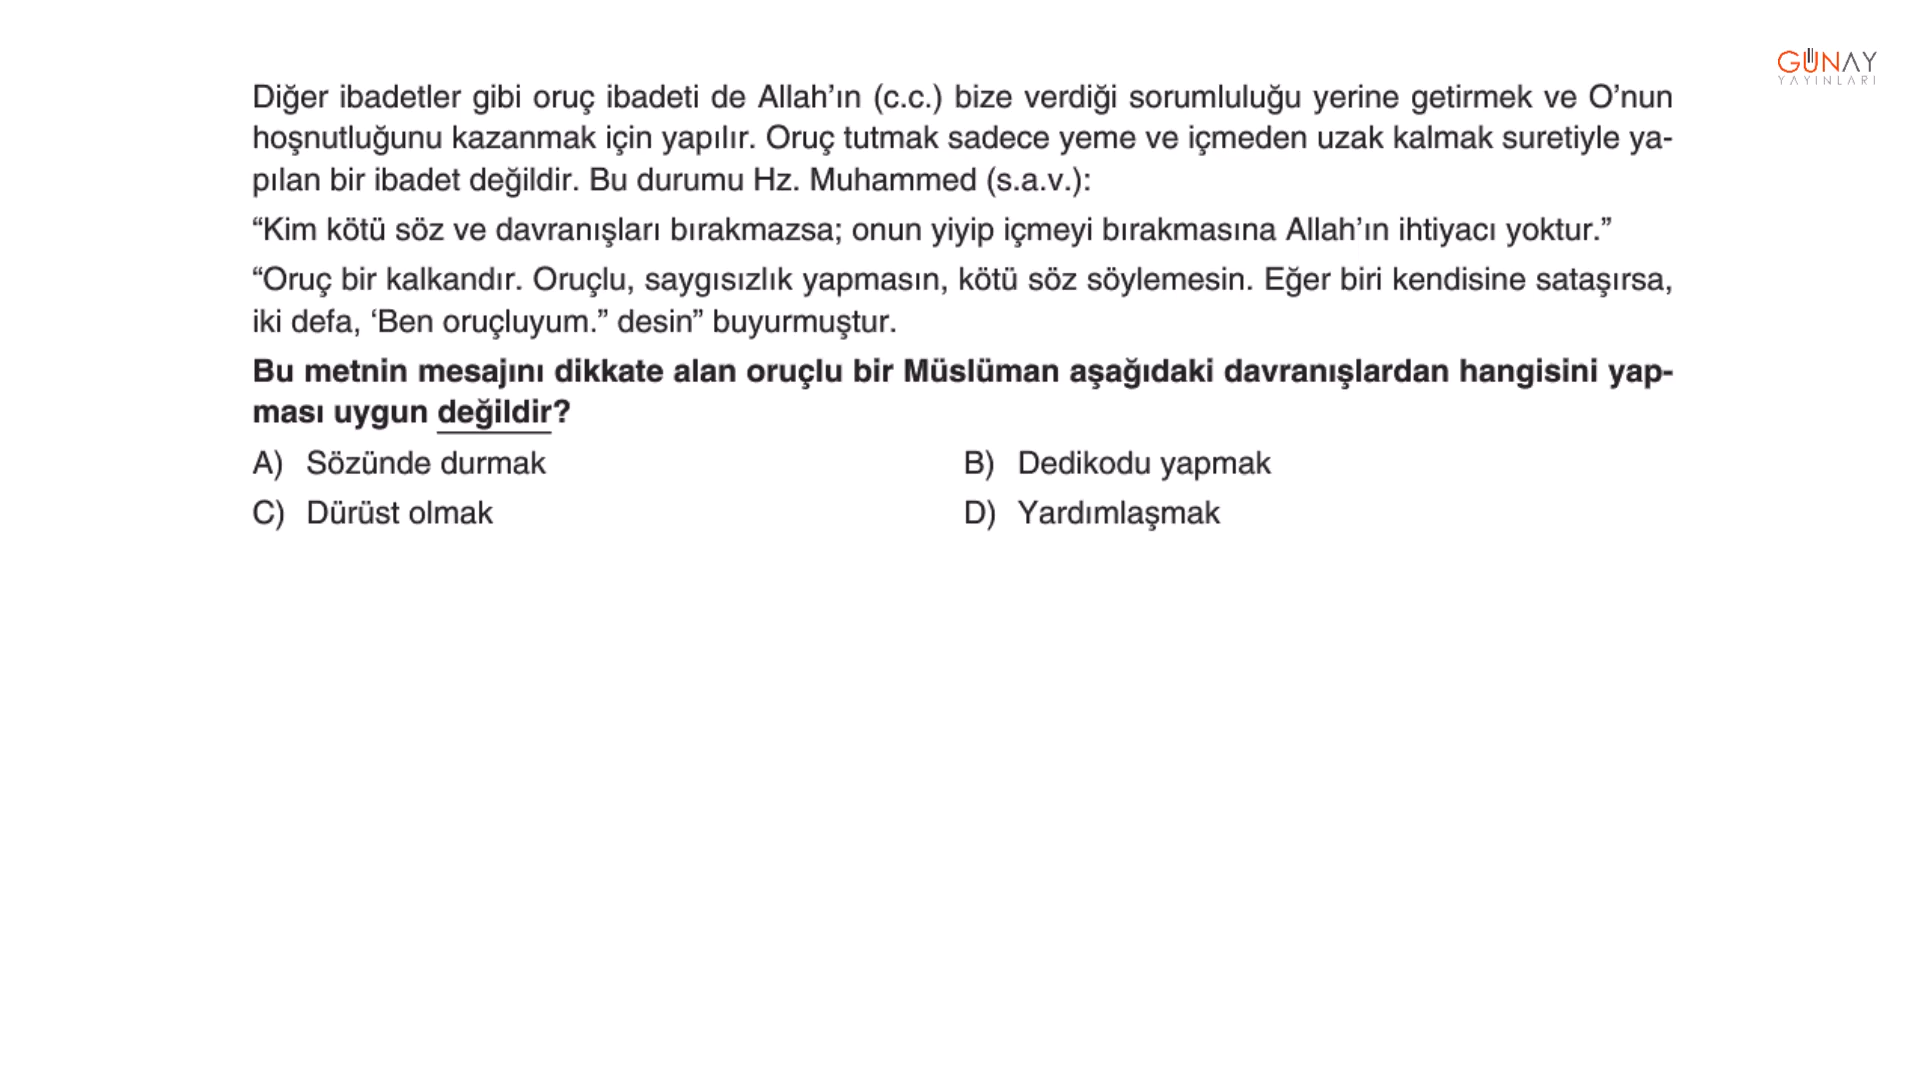 GÜNAY
YAYINLARI
Diğer ibadetler gibi oruç ibadeti de Allah’ın (c.c.) bize verdiği sorumluluğu yerine getirmek ve O’nun
hoşnutluğunu kazanmak için yapılır. Oruç tutmak sadece yeme ve içmeden uzak kalmak suretiyle ya-
pılan bir ibadet değildir. Bu durumu Hz. Muhammed (s.a.v.):
“Kim kötü söz ve davranışları bırakmazsa; onun yiyip içmeyi bırakmasına Allah’ın ihtiyacı yoktur.”
“Oruç bir kalkandır. Oruçlu, saygısızlık yapmasın, kötü söz söylemesin. Eğer biri kendisine sataşırsa,
iki defa, ‘Ben oruçluyum.” desin” buyurmuştur.
Bu metnin mesajını dikkate alan oruçlu bir Müslüman aşağıdaki davranışlardan hangisini yap-
ması uygun değildir?
A) Sözünde durmak
B) Dedikodu yapmak
C) Dürüst olmak
D) Yardımlaşmak